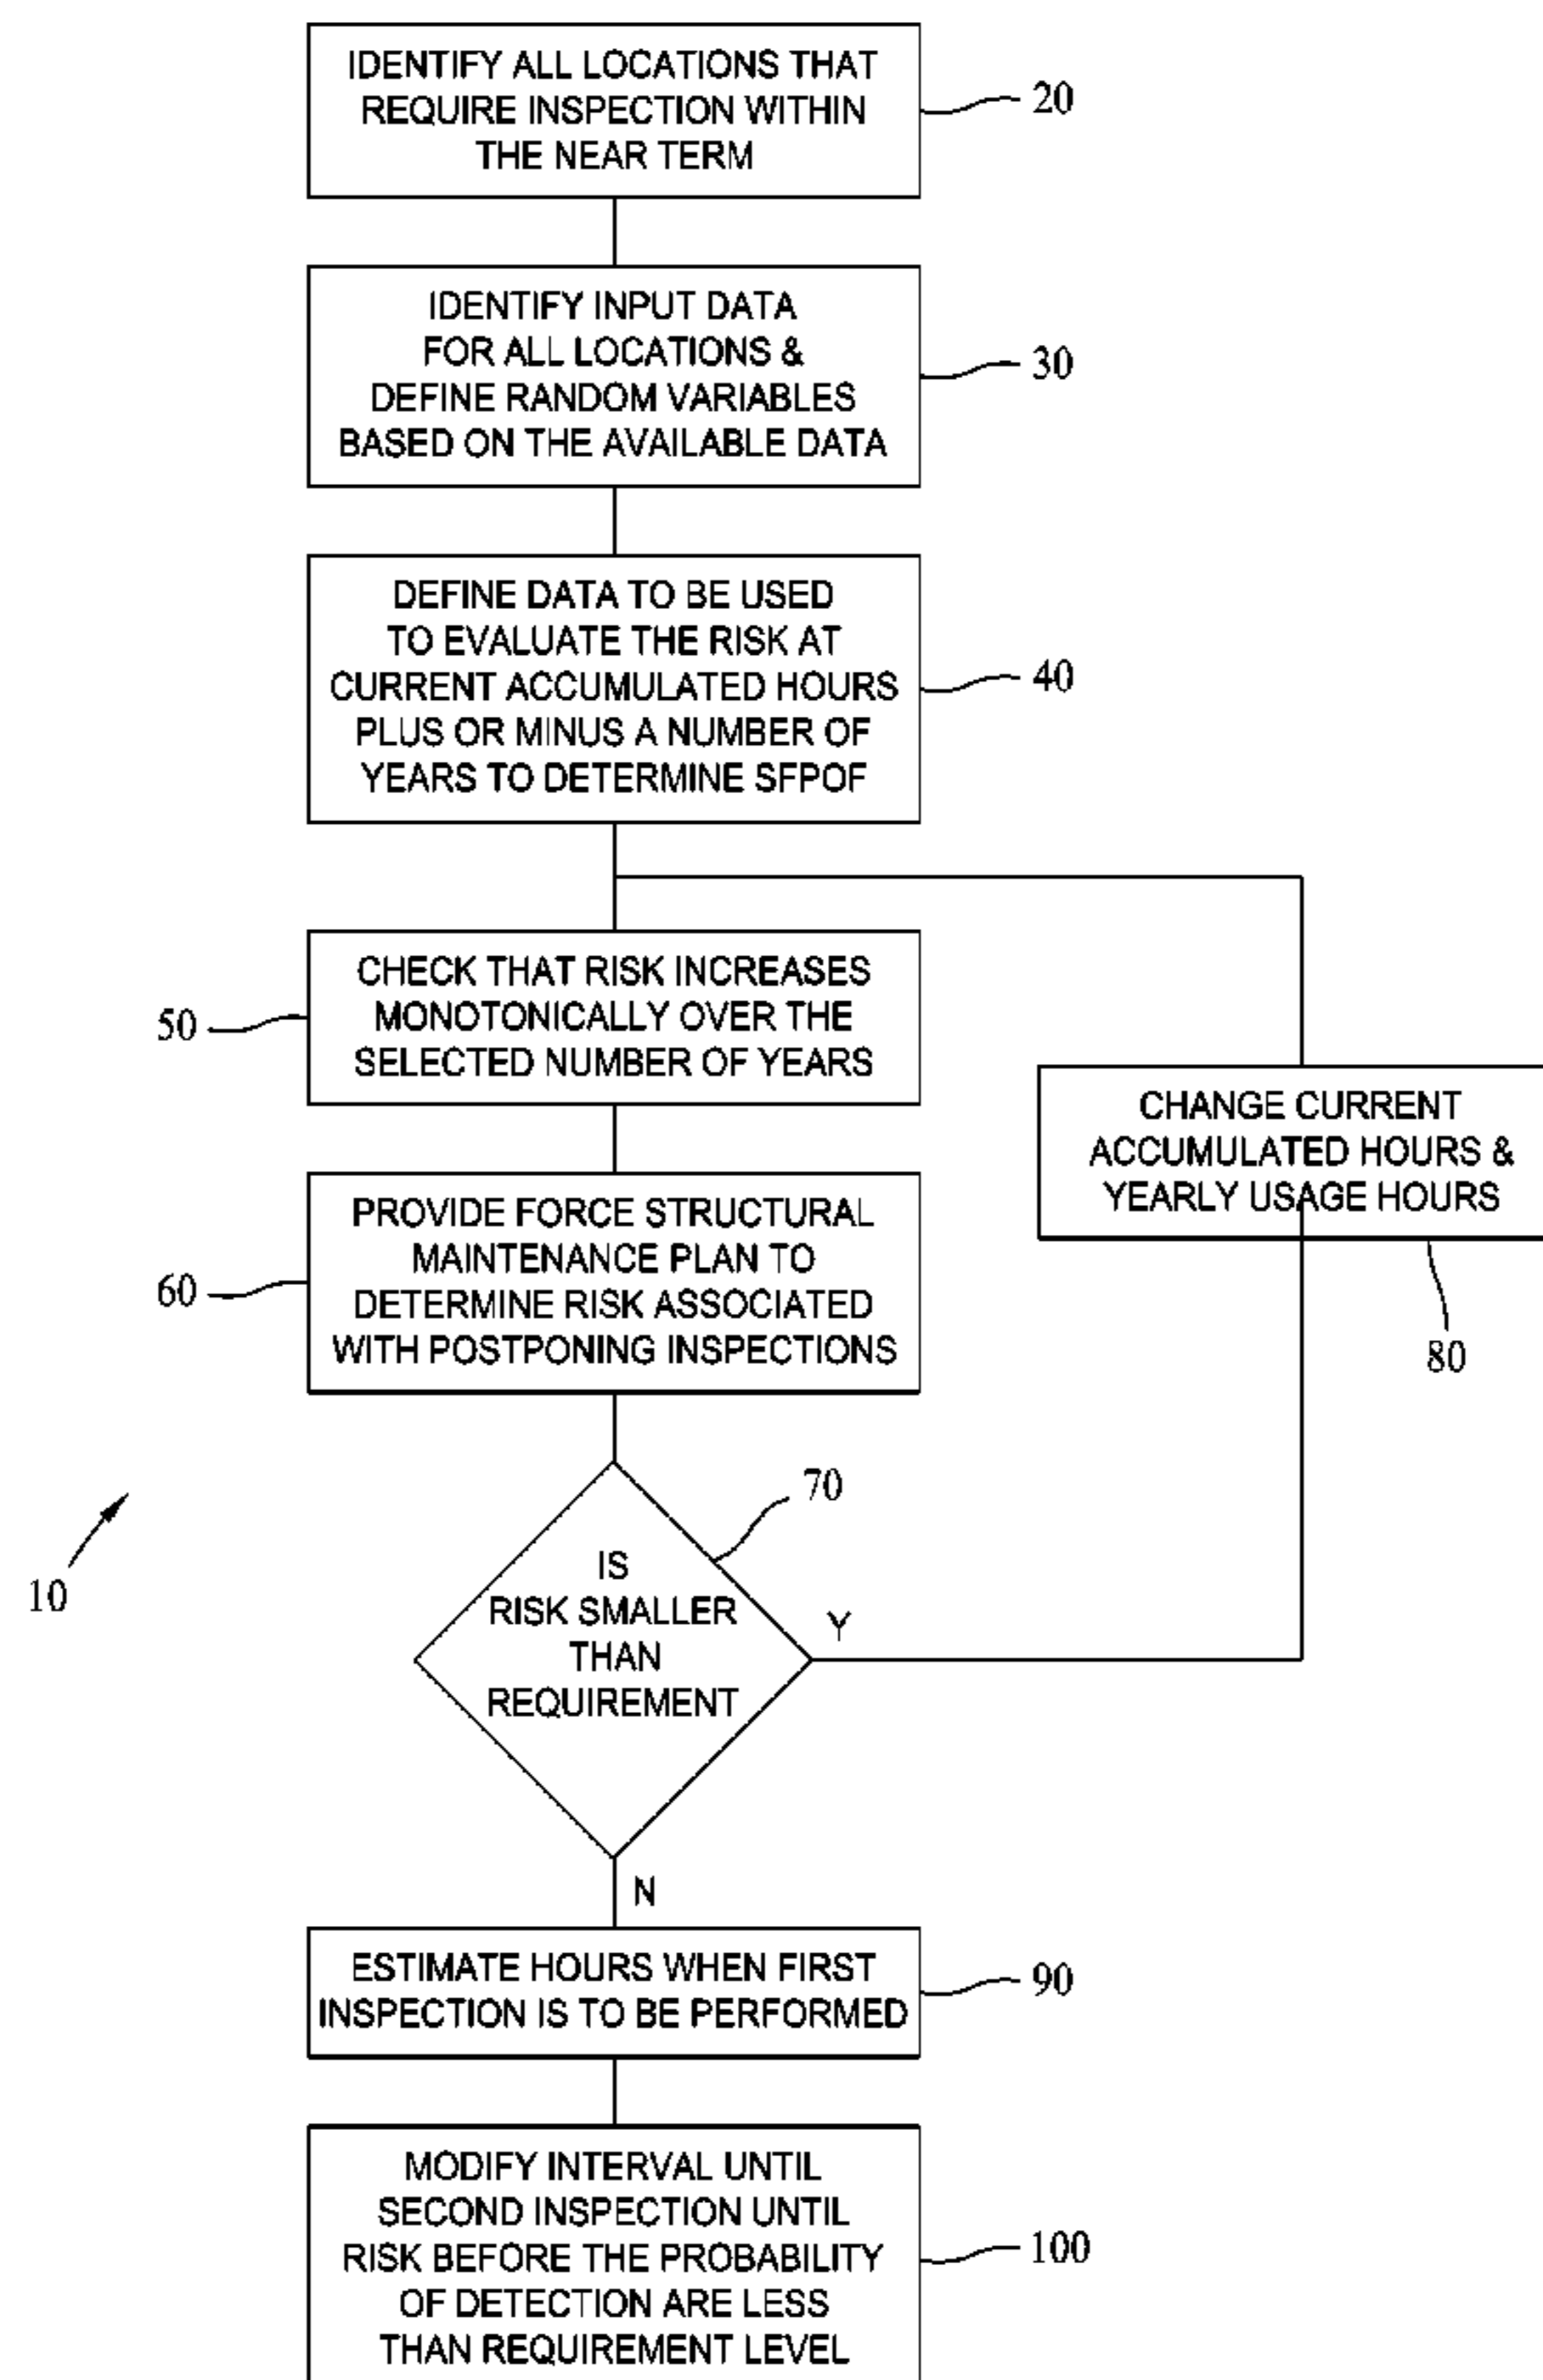 IDENTIFY ALL LOCATIONS THAT
REQUIRE INSPECTION WITHIN
THE NEAR TERM
20
IDENTIFY INPUT DATA
FOR ALL LOCATIONS &
DEFINE RANDOM VARIABLES
BASED ON THE AVAILABLE DATA
30
DEFINE DATA TO BE USED
TO EVALUATE THE RISK AT
CURRENT ACCUMULATED HOURS
PLUS OR MINUS A NUMBER OF
YEARS TO DETERMINE SFPOF
40
CHECK THAT RISK INCREASES
MONOTONICALLY OVER THE
SELECTED NUMBER OF YEARS
50
CHANGE CURRENT
ACCUMULATED HOURS &
YEARLY USAGE HOURS
80
PROVIDE FORCE STRUCTURAL
MAINTENANCE PLAN TO
DETERMINE RISK ASSOCIATED
WITH POSTPONING INSPECTIONS
60
70
IS
RISK SMALLER
THAN
REQUIREMENT
Y
10
N
ESTIMATE HOURS WHEN FIRST
INSPECTION IS TO BE PERFORMED
90
MODIFY INTERVAL UNTIL
SECOND INSPECTION UNTIL
RISK BEFORE THE PROBABILITY
OF DETECTION ARE LESS
THAN REQUIREMENT LEVEL
100